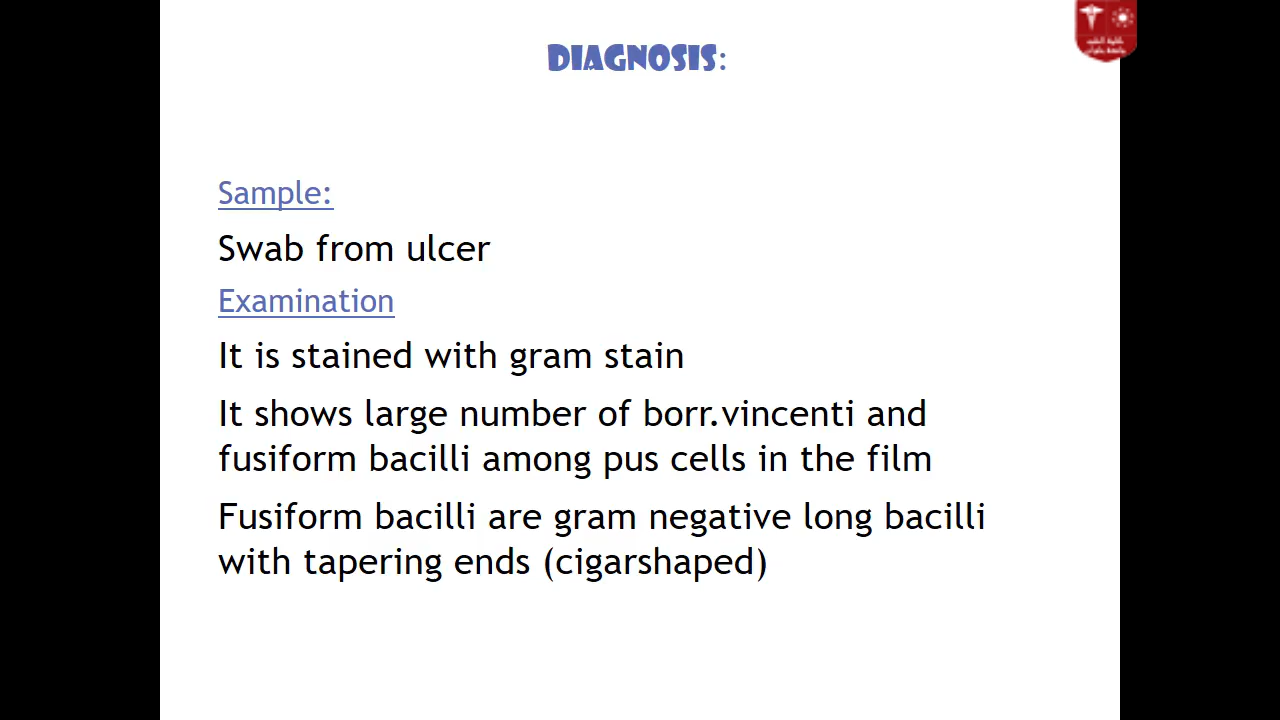 DIAGNOSIS:
Sample:
Swab from ulcer
Examination
It is stained with gram stain
It shows large number of borr.vincenti and
fusiform bacilli among pus cells in the film
Fusiform bacilli are gram negative long bacilli
with tapering ends (cigarshaped)